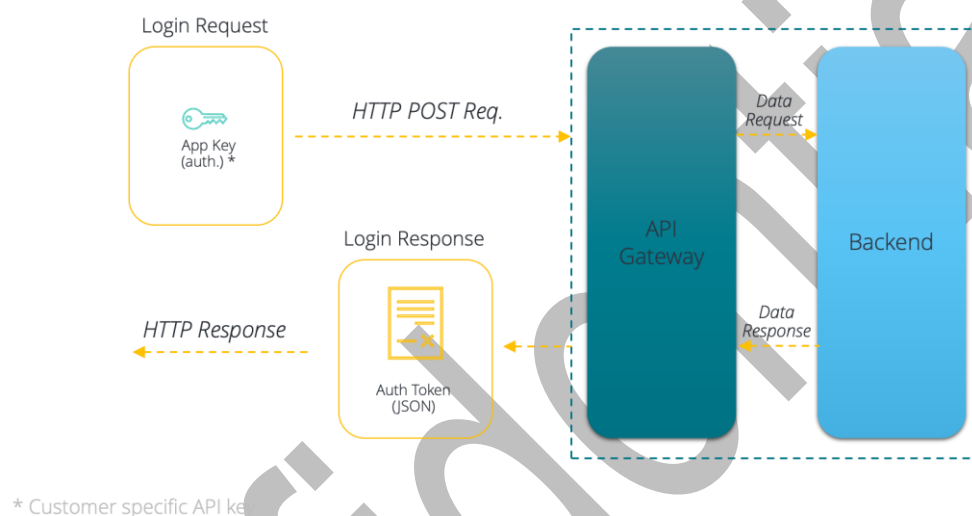 Login Request
App Key
(auth.) *
HTTP POST Req.
Data
Request
API
Gateway
Backend
Login Response
HTTP Response
Auth Token
(JSON)
Data
Response
* Customer specific API key